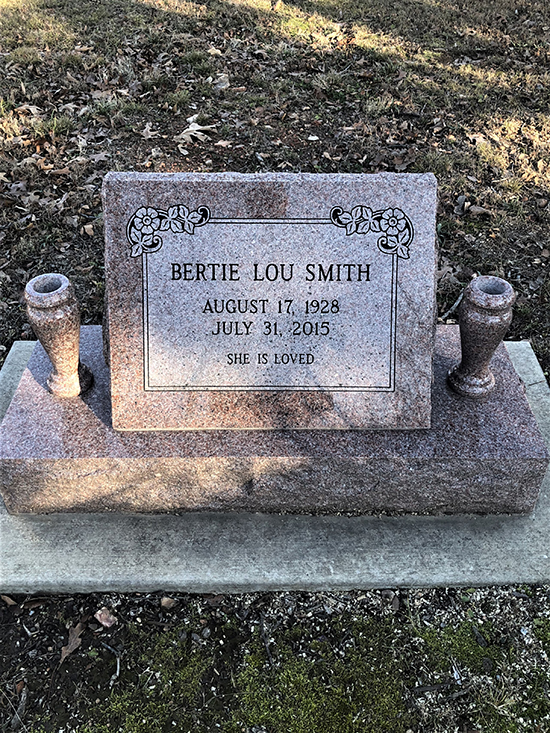 BERTIE LOU SMITH
AUGUST 17, 1928
JULY 31, 2015
SHE IS LOVED